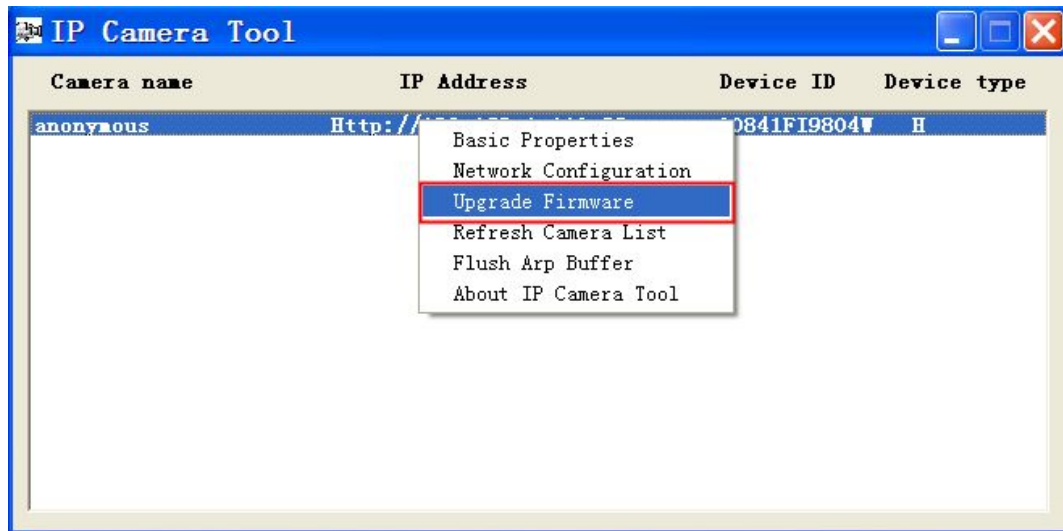 IP Camera Tool
Camera name IP Address Device ID Device type
anonymous Http:// 0841FI9804W H
Basic Properties
Network Configuration
Upgrade Firmware
Refresh Camera List
Flush Arp Buffer
About IP Camera Tool